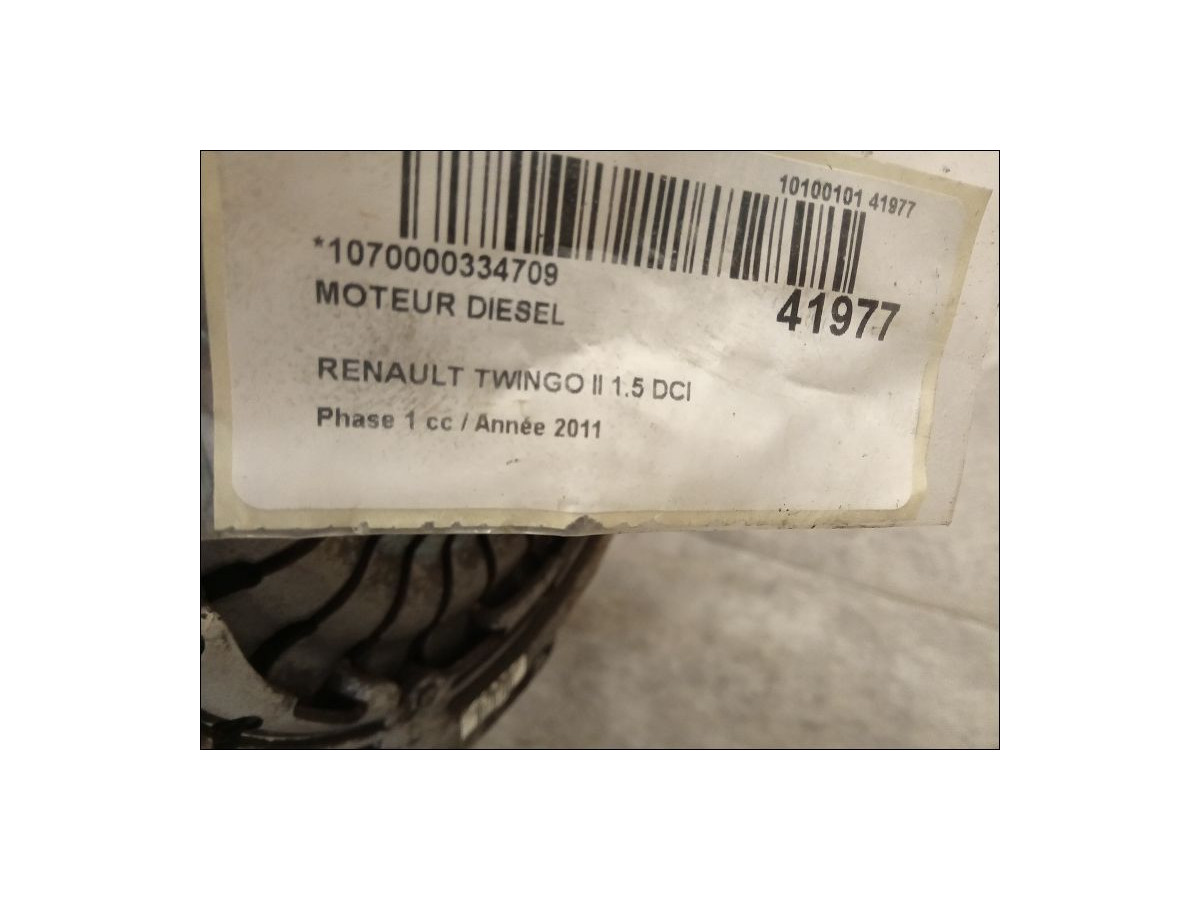 10100101 41977
*1070000334709
MOTEUR DIESEL
41977
RENAULT TWINGO II 1.5 DCI
Phase 1 cc / Année 2011